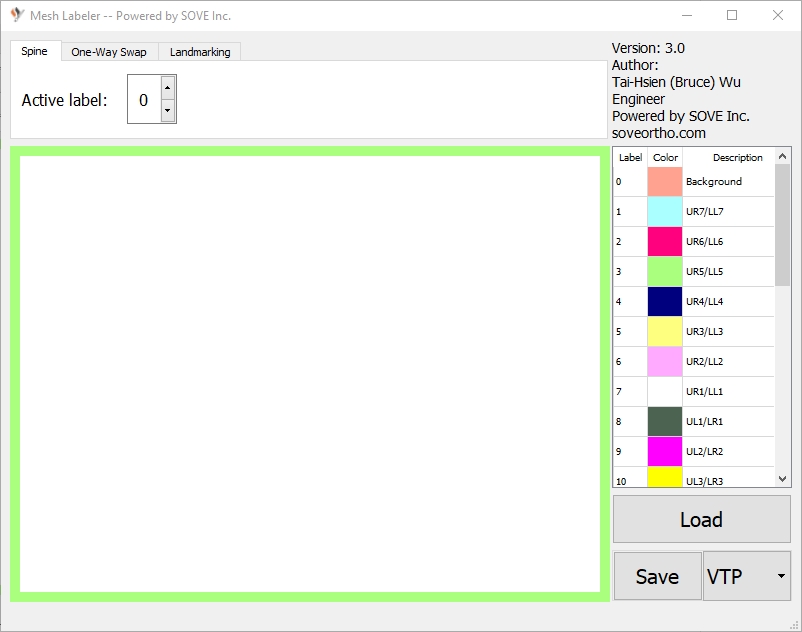 Mesh Labeler -- Powered by SOVE Inc.
Spine One-Way Swap Landmarking
Active label: 0
Version: 3.0
Author:
Tai-Hsien (Bruce) Wu
Engineer
Powered by SOVE Inc.
soveortho.com
Label Color Description
0 Background
1 UR7/LL7
2 UR6/LL6
3 UR5/LL5
4 UR4/LL4
5 UR3/LL3
6 UR2/LL2
7 UR1/LL1
8 UL1/LR1
9 UL2/LR2
10 UL3/LR3
Load
Save VTP